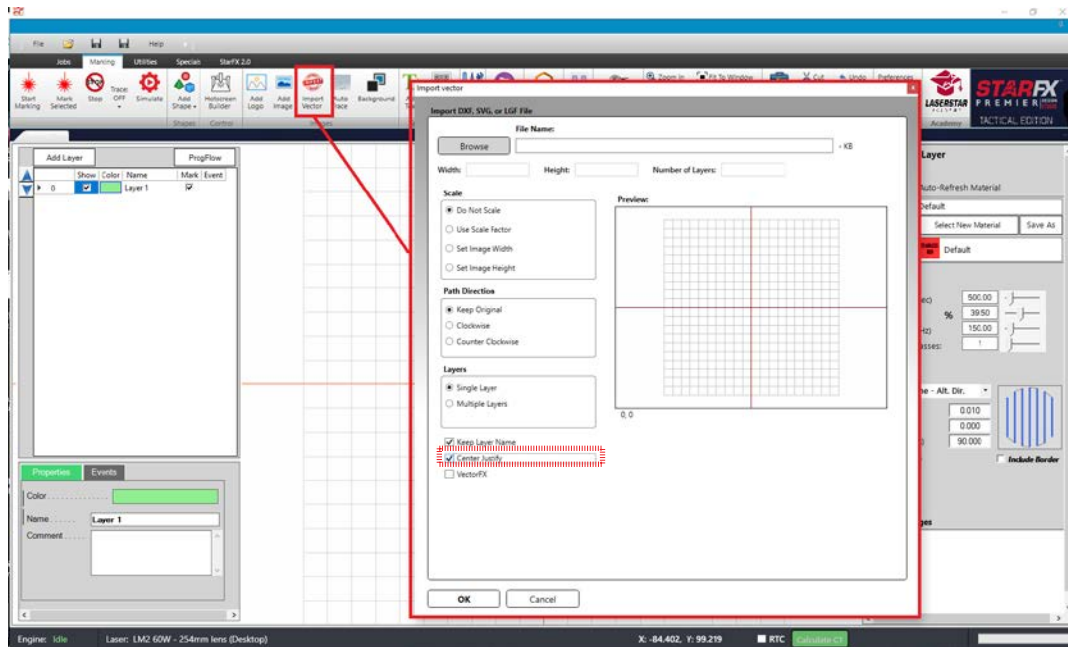 File
Help
Jobs
Marking
Utilities
Specials
StarFX 2.0
Start Marking
Mark Selected
Stop
Trace: OFF
Simulate
Add Shape
Hotscreen Builder
Add Logo
Add Image
Import Vector
Background
Zoom In
Fit To Window
Cut
Undo
Preferences
Shapes
Control
LASERSTAR
Academy
STARFX
PREMIER
TACTICAL EDITION
Add Layer
ProgFlow
Show Color Name Mark Event
0 Layer 1
Properties
Events
Color
Name Layer 1
Comment
Import vector
Import DXF, SVG, or LGF File
File Name:
Browse
- KB
Width:
Height:
Number of Layers:
Scale
Do Not Scale
Use Scale Factor
Set Image Width
Set Image Height
Preview:
Path Direction
Keep Original
Clockwise
Counter Clockwise
Layers
Single Layer
Multiple Layers
0, 0
Keep Layer Name
Center Justify
VectorFX
OK
Cancel
Layer
Auto-Refresh Material
Default
Select New Material
Save As
Default
500.00
% 39.50
150.00
1
- Alt. Dir.
0.010
0.000
90.000
Include Border
Engine: Idle
Laser: LM2 60W - 254mm lens (Desktop)
X: -84.402, Y: 99.219
RTC
Calculate CT